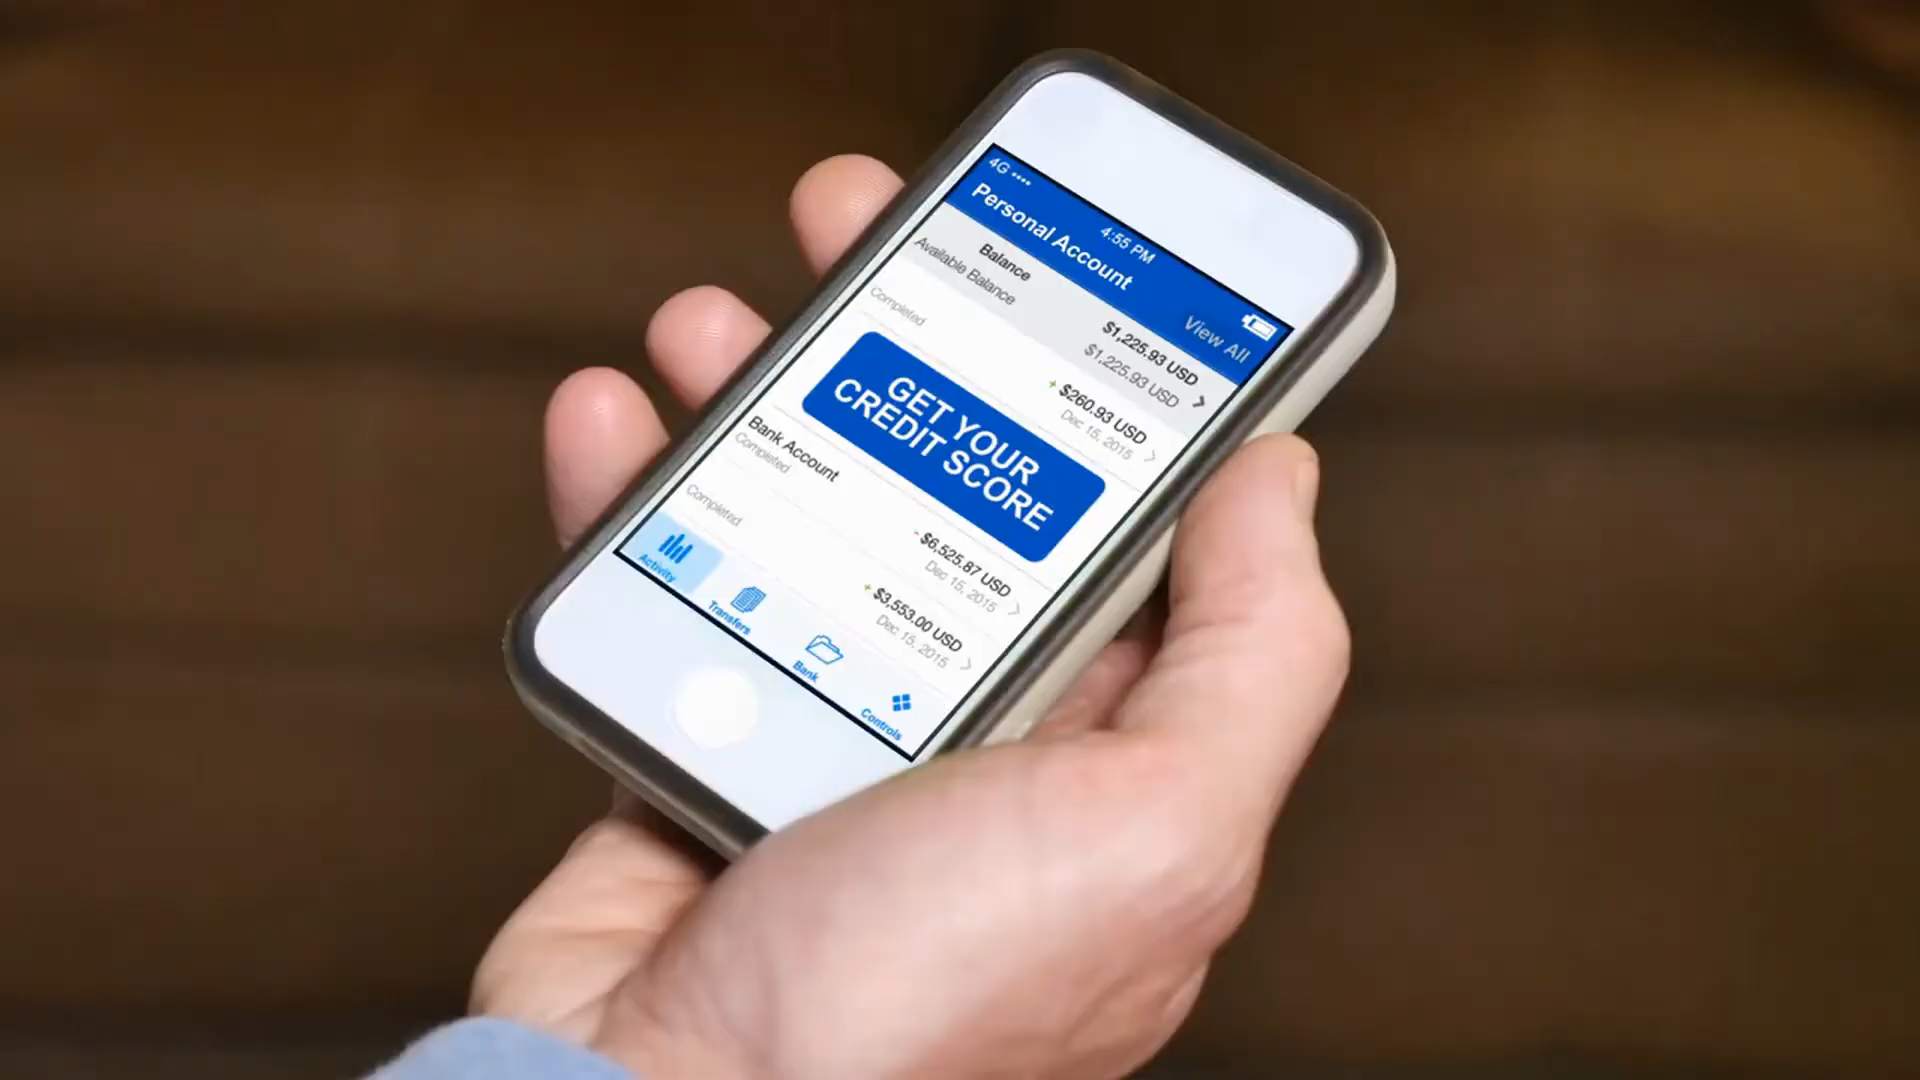 4G ••••
4:55 PM
Personal Account
View All
Balance
$1,225.93 USD
Available Balance
$1,225.93 USD
+ $260.93 USD
Completed
Dec 15, 2015
GET YOUR
CREDIT SCORE
Bank Account
- $6,525.87 USD
Completed
Dec 15, 2015
+ $3,553.00 USD
Completed
Dec 15, 2015
Activity
Transfers
Bank
Controls